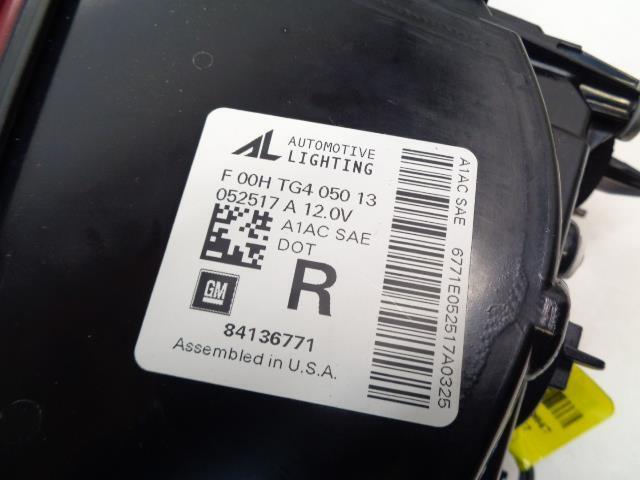 AL AUTOMOTIVE
LIGHTING
F 00H TG4 050 13
052517 A 12.0V
A1AC SAE
DOT
R
GM
84136771
Assembled in U.S.A.
A1AC SAE 6771E052517A0325